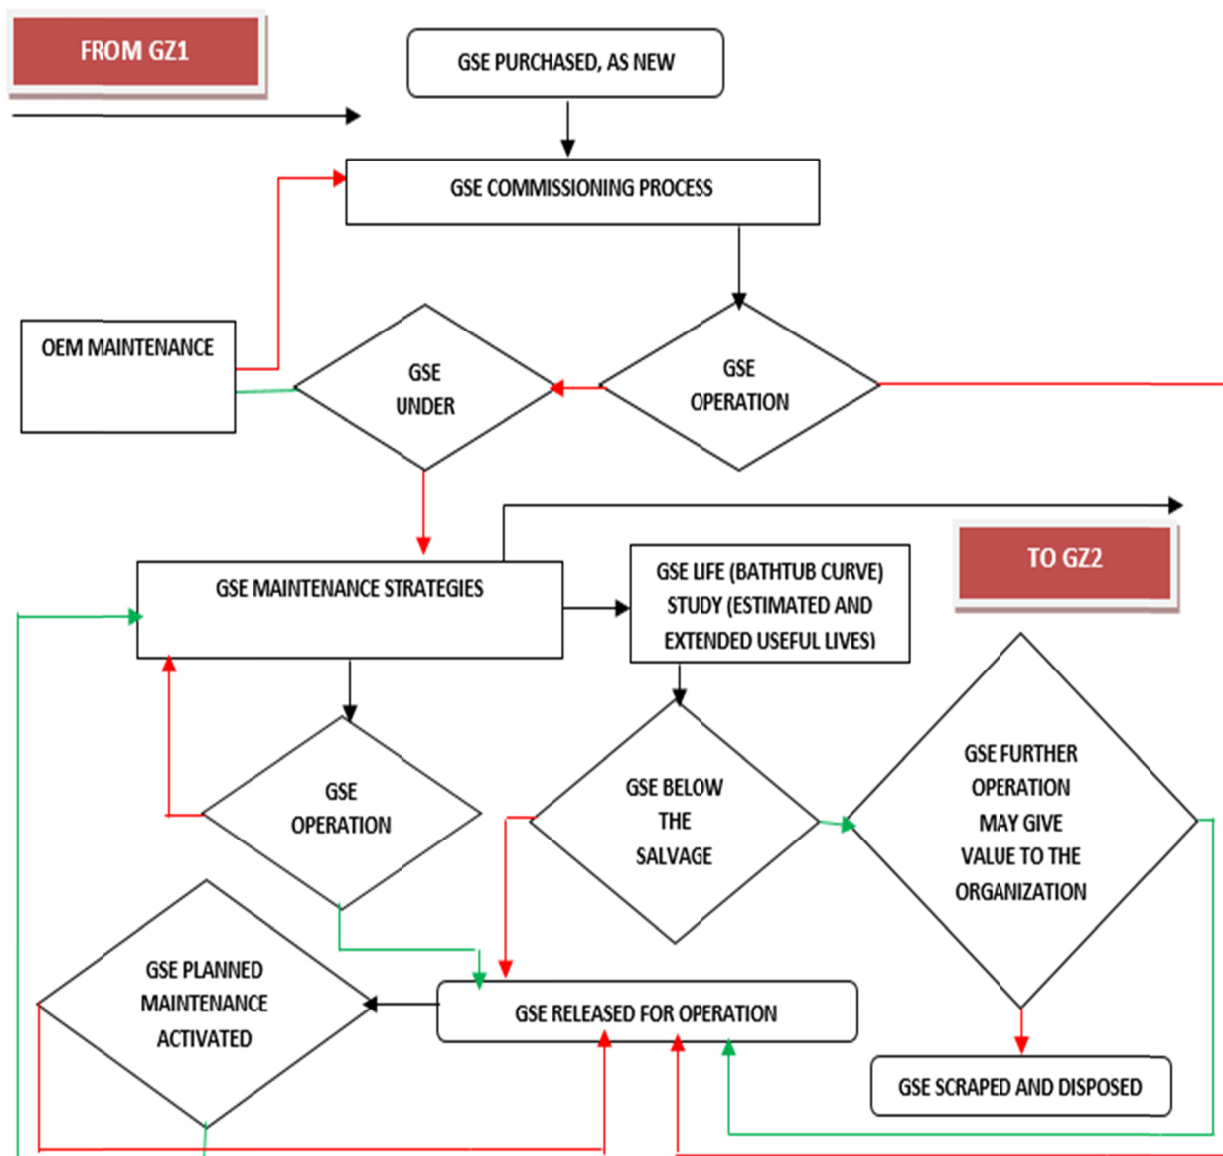 FROM GZ1
GSE PURCHASED, AS NEW
GSE COMMISSIONING PROCESS
OEM MAINTENANCE
GSE
UNDER
GSE
OPERATION
GSE MAINTENANCE STRATEGIES
GSE LIFE (BATHTUB CURVE)
STUDY (ESTIMATED AND
EXTENDED USEFUL LIVES)
TO GZ2
GSE
OPERATION
GSE BELOW
THE
SALVAGE
GSE FURTHER
OPERATION
MAY GIVE
VALUE TO THE
ORGANIZATION
GSE PLANNED
MAINTENANCE
ACTIVATED
GSE RELEASED FOR OPERATION
GSE SCRAPED AND DISPOSED